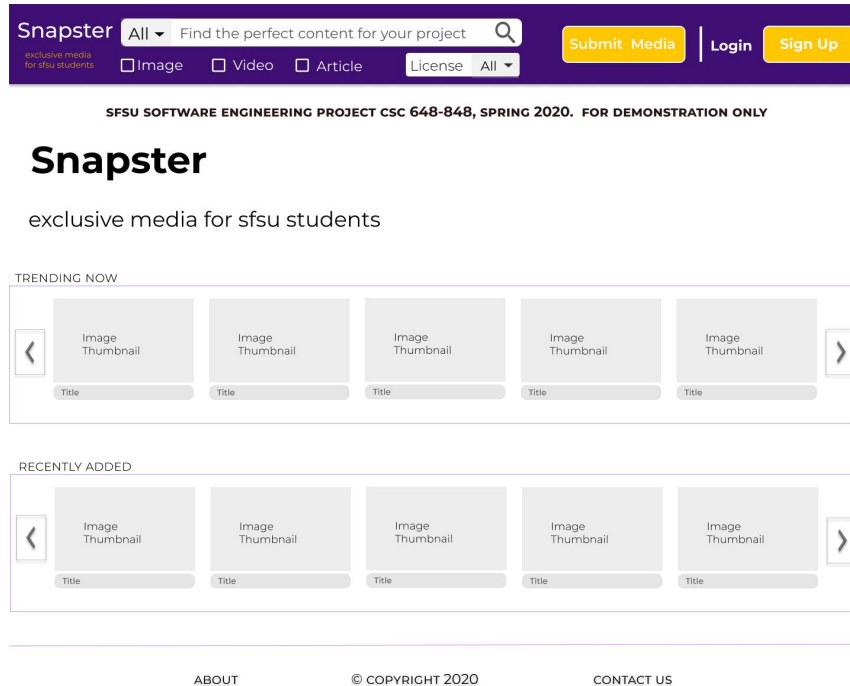 Snapster
exclusive media
for sfsu students
All
Find the perfect content for your project
Image
Video
Article
License
All
Submit Media
Login
Sign Up
SFSU SOFTWARE ENGINEERING PROJECT CSC 648-848, SPRING 2020. FOR DEMONSTRATION ONLY
Snapster
exclusive media for sfsu students
TRENDING NOW
Image
Thumbnail
Image
Thumbnail
Image
Thumbnail
Image
Thumbnail
Image
Thumbnail
Title
Title
Title
Title
Title
RECENTLY ADDED
Image
Thumbnail
Image
Thumbnail
Image
Thumbnail
Image
Thumbnail
Image
Thumbnail
Title
Title
Title
Title
Title
ABOUT
© COPYRIGHT 2020
CONTACT US